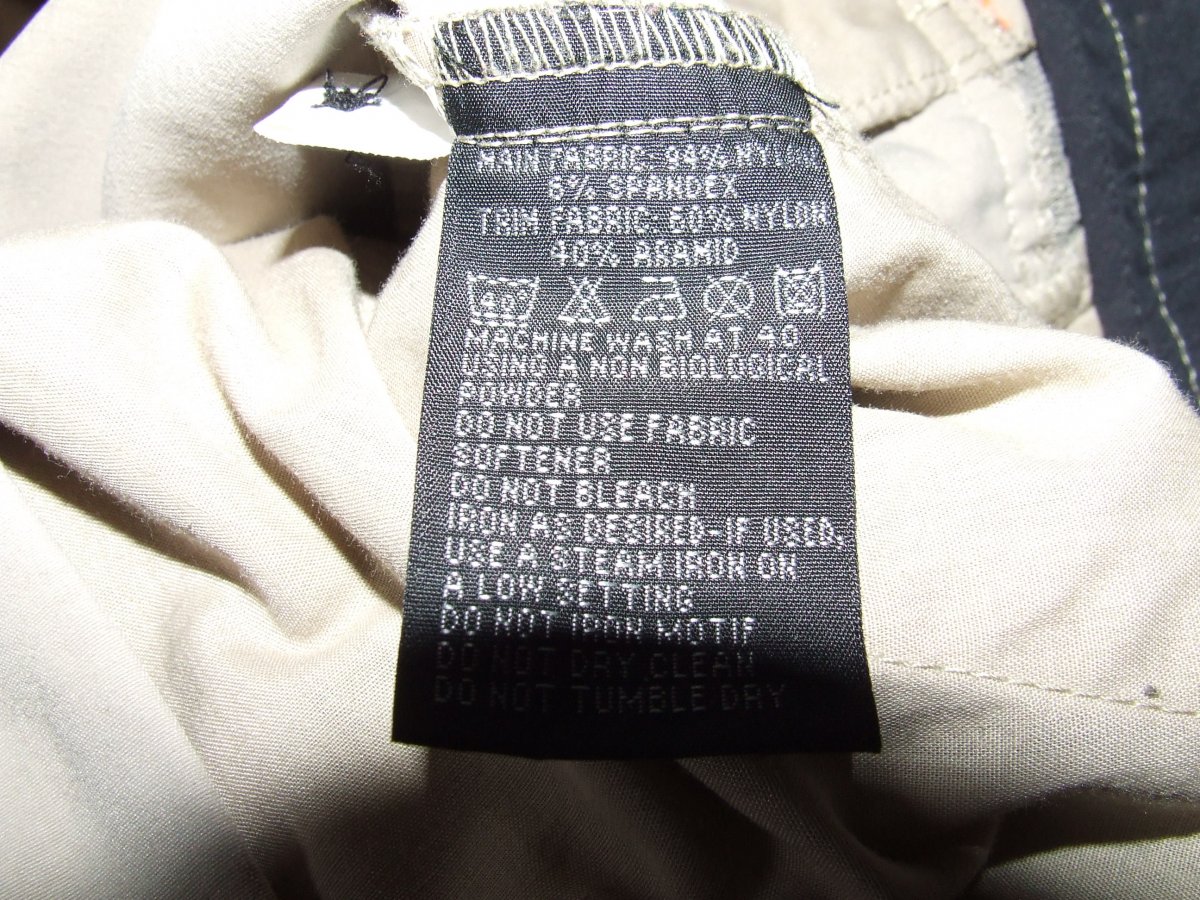 MAIN FABRIC: 94% NYLON
6% SPANDEX
TRIM FABRIC: 60% NYLON
40% ARAMID
40
MACHINE WASH AT 40
USING A NON BIOLOGICAL
POWDER
DO NOT USE FABRIC
SOFTENER
DO NOT BLEACH
IRON AS DESIRED-IF USED,
USE A STEAM IRON ON
A LOW SETTING
DO NOT IRON MOTIF
DO NOT DRY CLEAN
DO NOT TUMBLE DRY